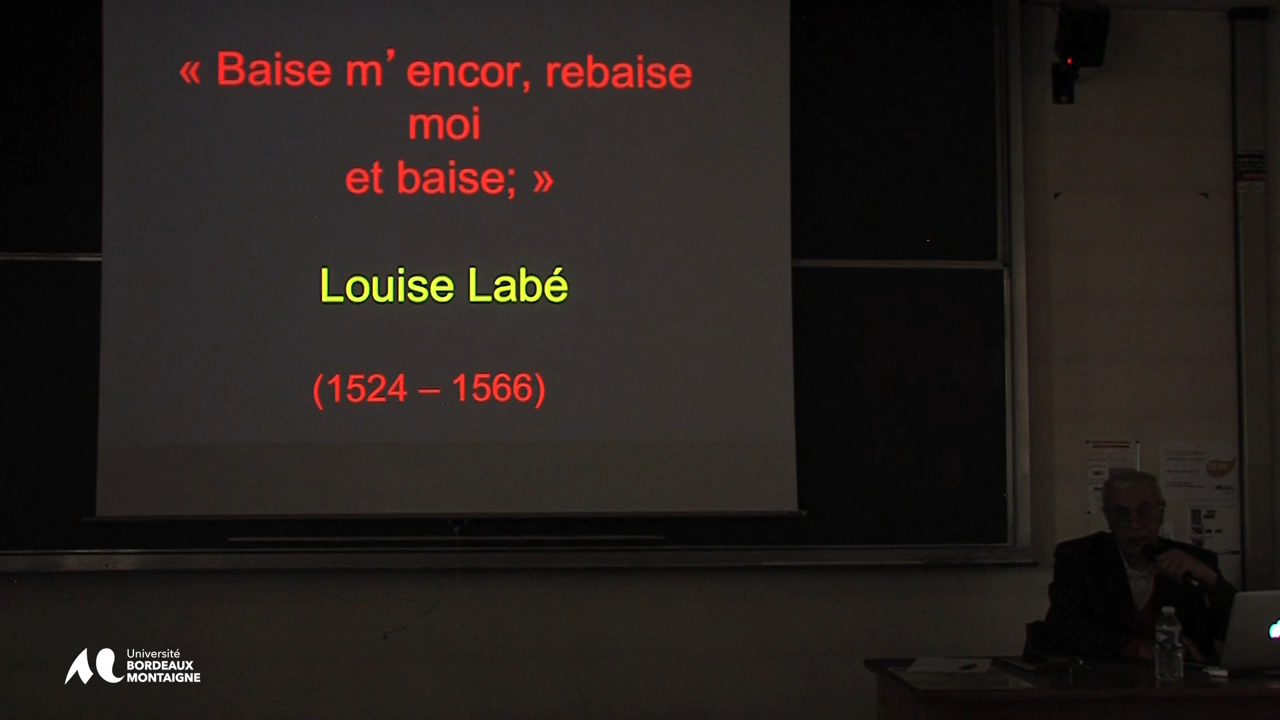 « Baise m’ encor, rebaise
moi
et baise; »
Louise Labé
(1524 – 1566)
Université
BORDEAUX
MONTAIGNE